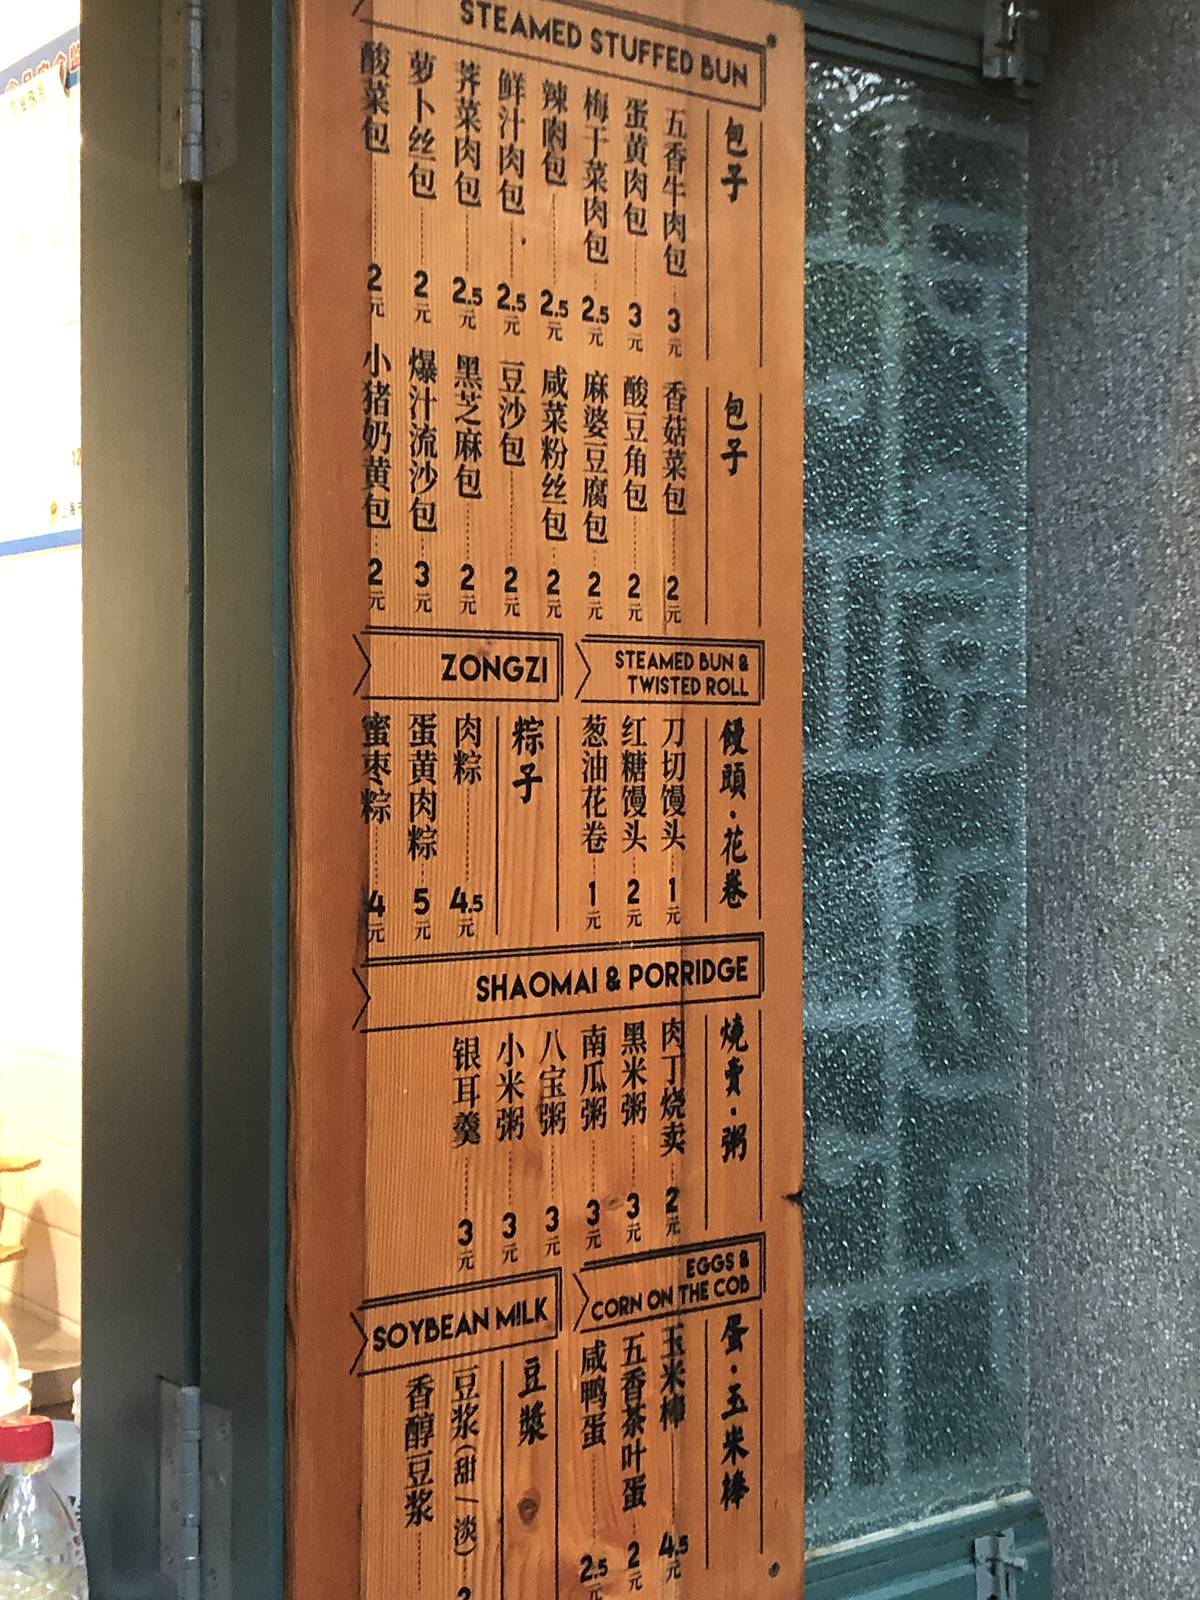 STEAMED STUFFED BUN
包子
五香牛肉包 3元
蛋黄肉包 3元
梅干菜肉包 2.5元
辣肉包 2.5元
鲜汁肉包 2.5元
荠菜肉包 2.5元
萝卜丝包 2元
酸菜包 2元
包子
香菇菜包 2元
酸豆角包 2元
麻婆豆腐包 2元
咸菜粉丝包 2元
豆沙包 2元
黑芝麻包 2元
爆汁流沙包 3元
小猪奶黄包 2元
STEAMED BUN &
TWISTED ROLL
饅頭·花卷
刀切馒头 1元
红糖馒头 2元
葱油花卷 1元
ZONGZI
粽子
肉粽 4.5元
蛋黄肉粽 5元
蜜枣粽 4元
SHAOMAI & PORRIDGE
燒賣·粥
肉丁烧卖 2元
黑米粥 3元
南瓜粥 3元
八宝粥 3元
小米粥 3元
银耳羹 3元
EGGS &
CORN ON THE COB
蛋·玉米棒
玉米棒 4.5元
五香茶叶蛋 2元
咸鸭蛋 2.5元
SOYBEAN MILK
豆漿
豆浆(甜/淡)
香醇豆浆